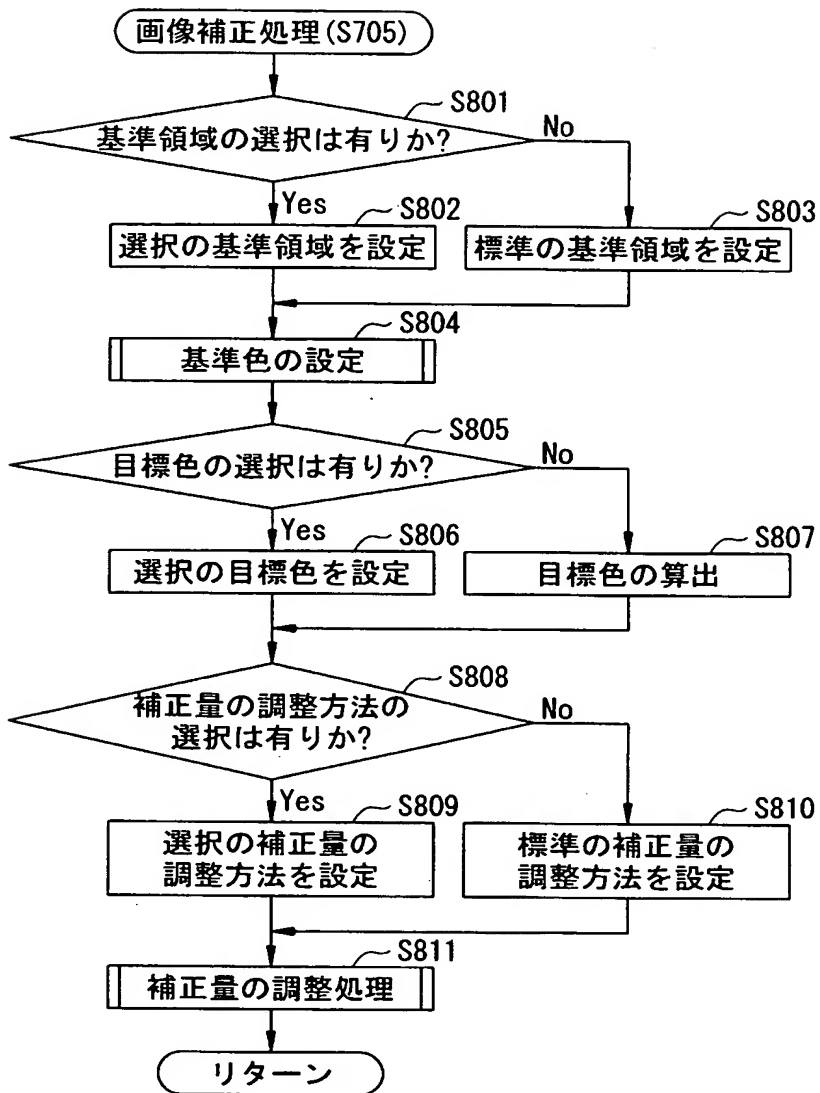 画像補正処理(S705)
S801
基準領域の選択は有りか?
No
Yes
S802
選択の基準領域を設定
S803
標準の基準領域を設定
S804
基準色の設定
S805
目標色の選択は有りか?
No
Yes
S806
選択の目標色を設定
S807
目標色の算出
S808
補正量の調整方法の
選択は有りか?
No
Yes
S809
選択の補正量の
調整方法を設定
S810
標準の補正量の
調整方法を設定
S811
補正量の調整処理
リターン